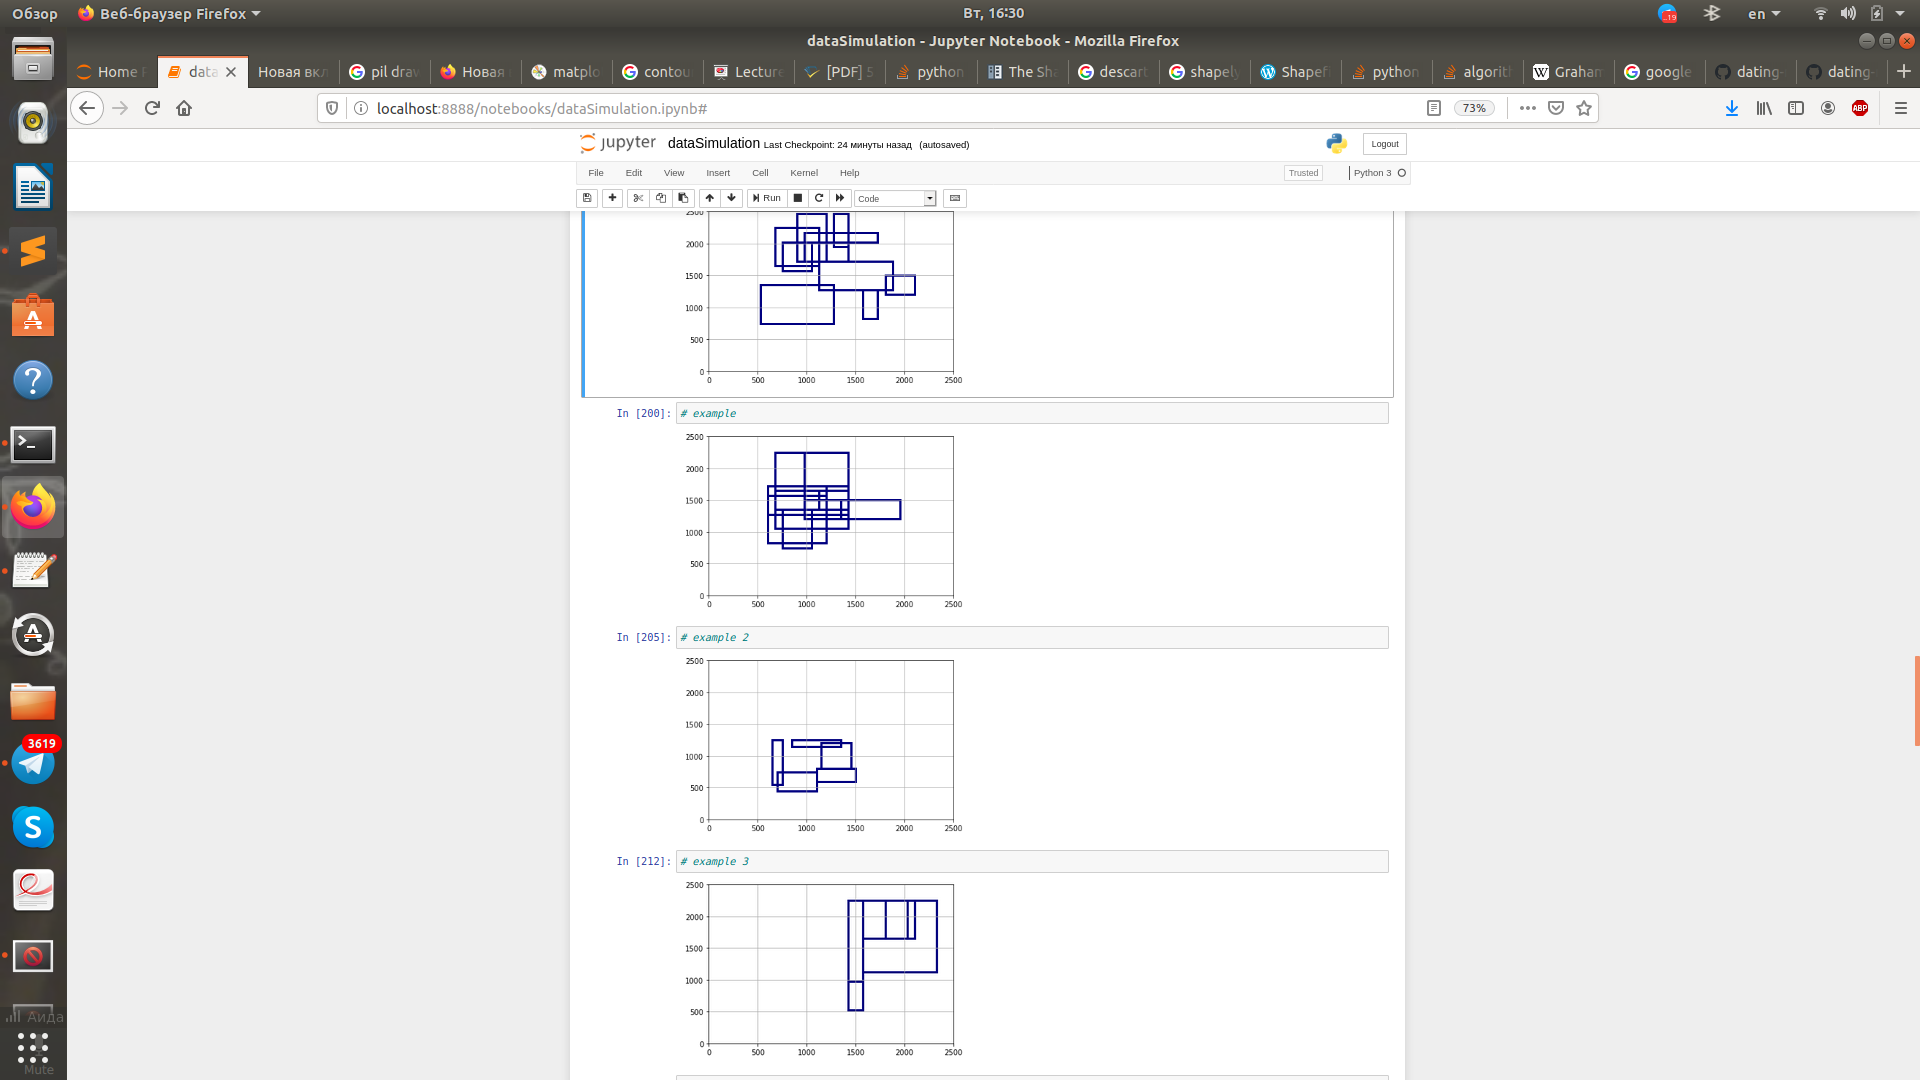 Обзор Веб-браузер Firefox Вт, 16:30 19 en
dataSimulation - Jupyter Notebook - Mozilla Firefox
Home data Новая вкл pil drav Новая matplo contou Lecture [PDF] S python The Sha descart shapely Shapefi python algorit Graham google dating- dating-
localhost:8888/notebooks/dataSimulation.ipynb# 73% ABP
jupyter dataSimulation Last Checkpoint: 24 минуты назад (autosaved) Logout
File Edit View Insert Cell Kernel Help Trusted Python 3
Run Code
2500
2000
1500
1000
500
0
0 500 1000 1500 2000 2500
In [200]: # example
2500
2000
1500
1000
500
0
0 500 1000 1500 2000 2500
In [205]: # example 2
2500
2000
1500
1000
500
0
0 500 1000 1500 2000 2500
In [212]: # example 3
2500
2000
1500
1000
500
0
0 500 1000 1500 2000 2500
3619
Аида
Mute